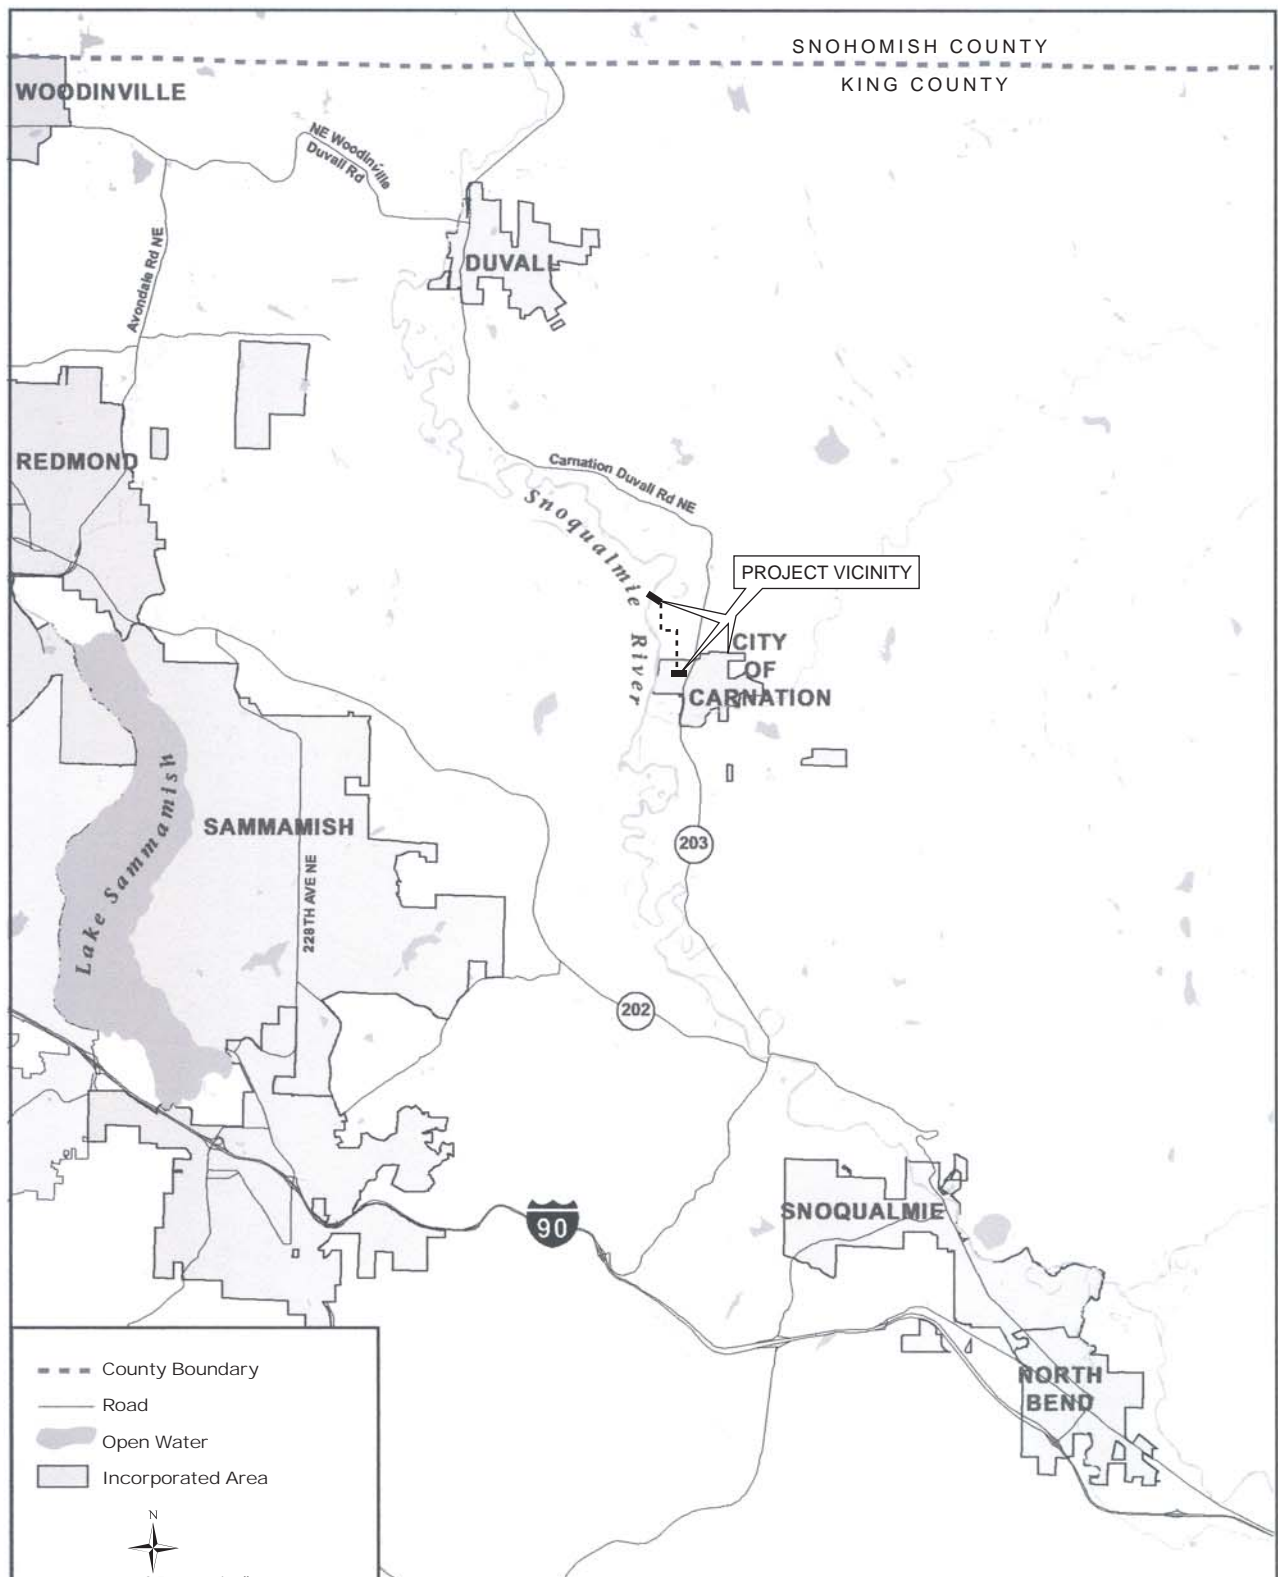 SNOHOMISH COUNTY
KING COUNTY
WOODINVILLE
NE Woodinville
Duvall Rd
Avondale Rd NE
DUVALL
REDMOND
Carnation Duvall Rd NE
Snoqualmie River
PROJECT VICINITY
CITY
OF
CARNATION
Lake Sammamish
SAMMAMISH
228TH AVE NE
203
202
90
SNOQUALMIE
NORTH
BEND
County Boundary
Road
Open Water
Incorporated Area
N